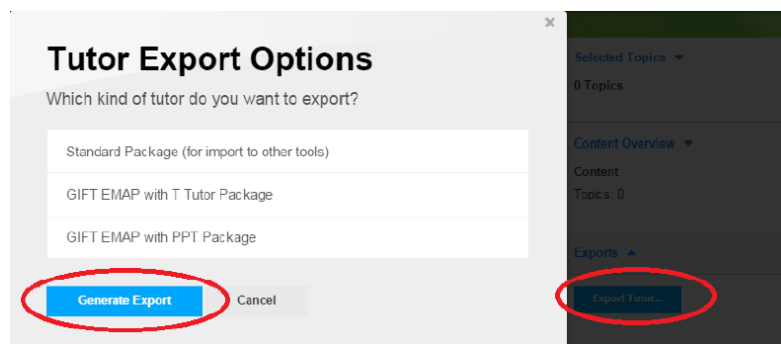 ×
Tutor Export Options
Which kind of tutor do you want to export?
Standard Package (for import to other tools)
GIFT EMAP with T Tutor Package
GIFT EMAP with PPT Package
Generate Export
Cancel
Selected Topics
0 Topics
Content Overview
Content
Topics: 0
Exports
Export Tutor...